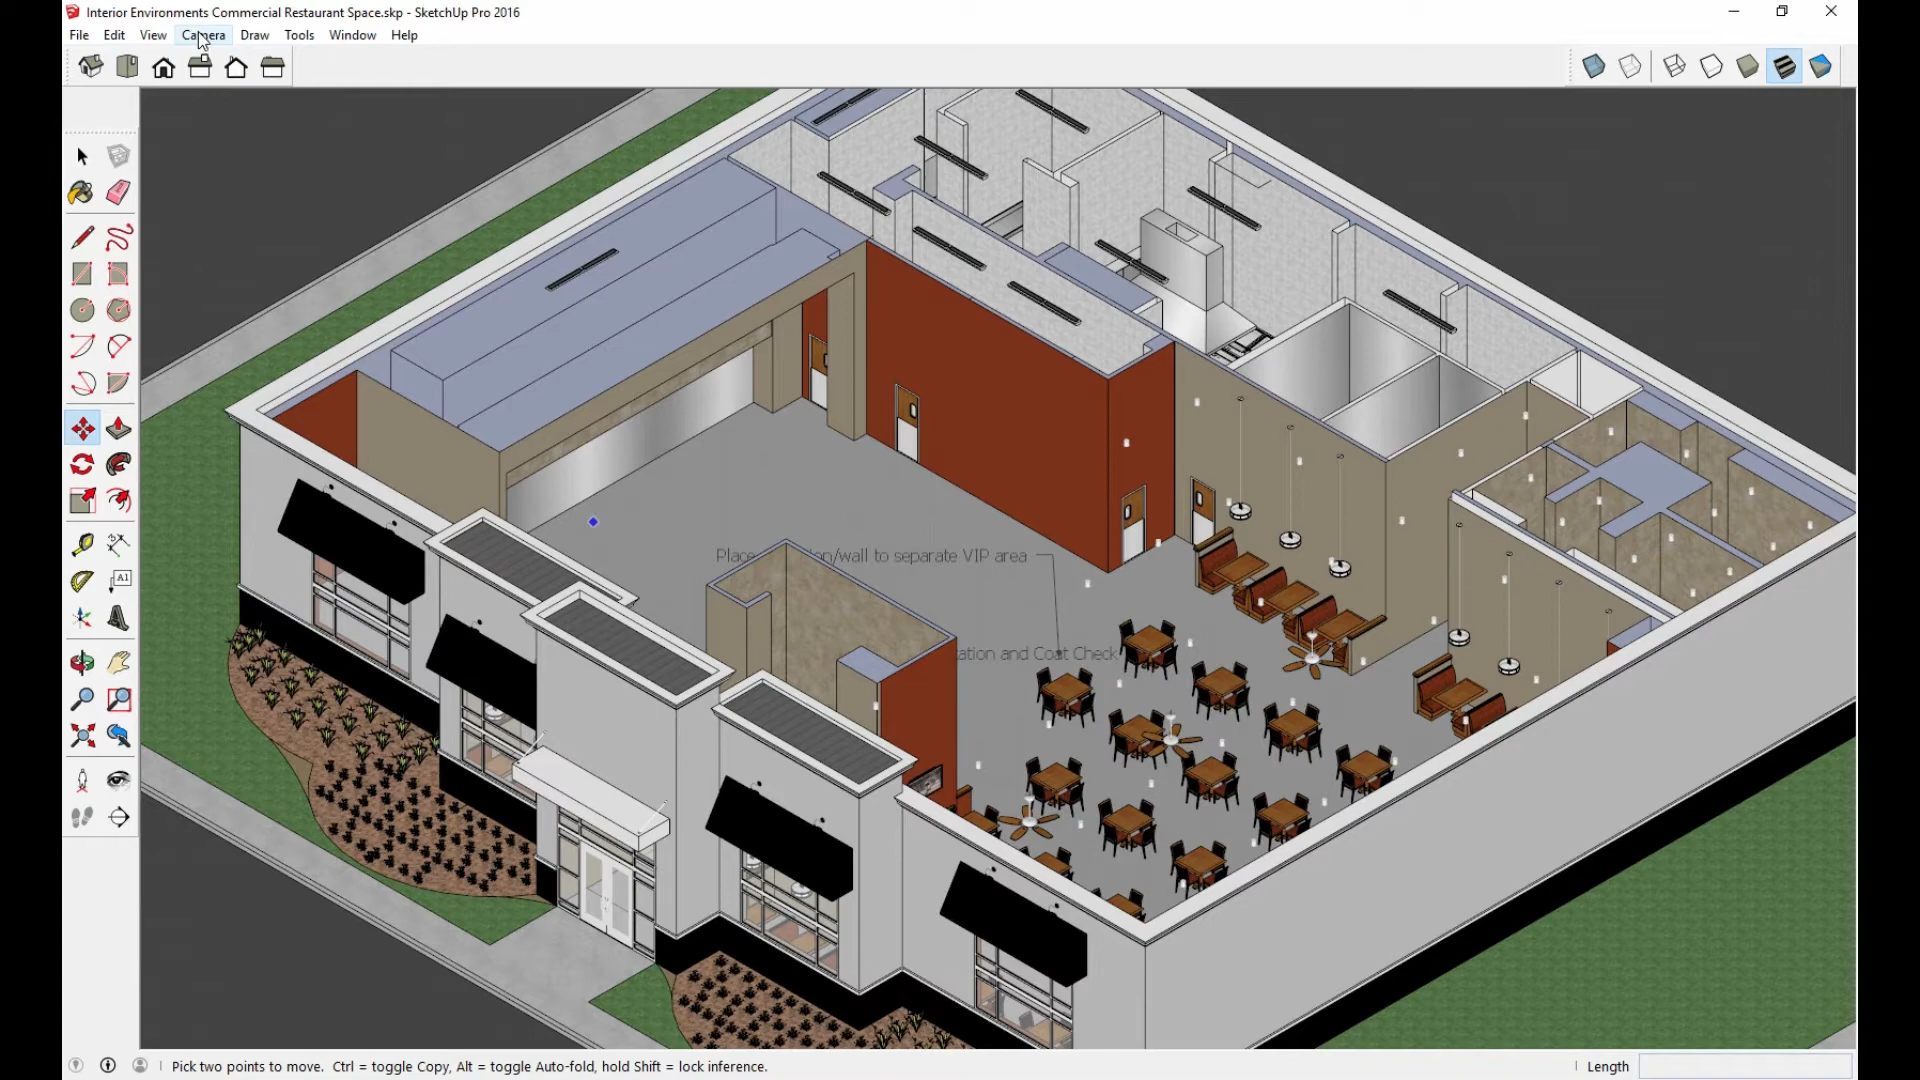 Interior Environments Commercial Restaurant Space.skp - SketchUp Pro 2016
File Edit View Camera Draw Tools Window Help
A1
Place
on/wall to separate VIP area
ation and Coat Check
Pick two points to move. Ctrl = toggle Copy, Alt = toggle Auto-fold, hold Shift = lock inference.
Length